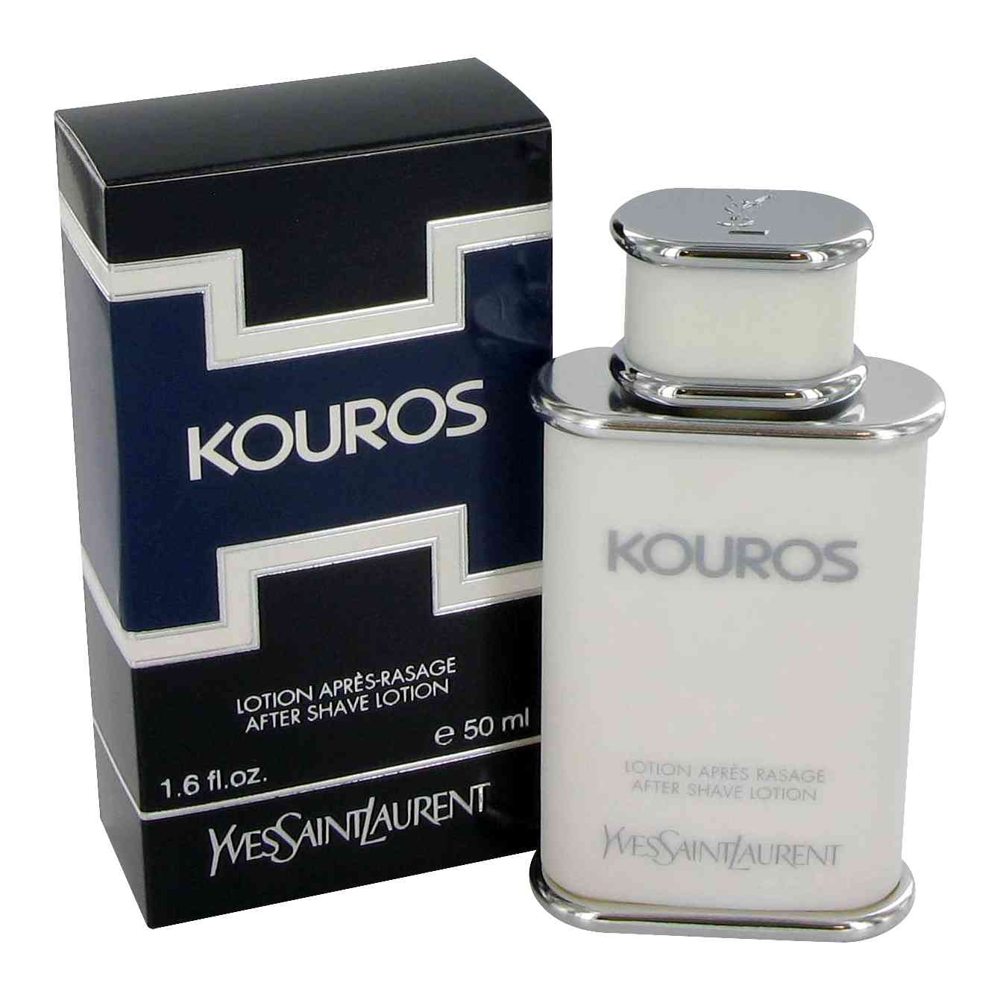 KOUROS
LOTION APRÈS-RASAGE
AFTER SHAVE LOTION
℮ 50 ml
1.6 fl.oz.
YVESSAINTLAURENT
YSL
KOUROS
LOTION APRÈS RASAGE
AFTER SHAVE LOTION
YVESSAINTLAURENT